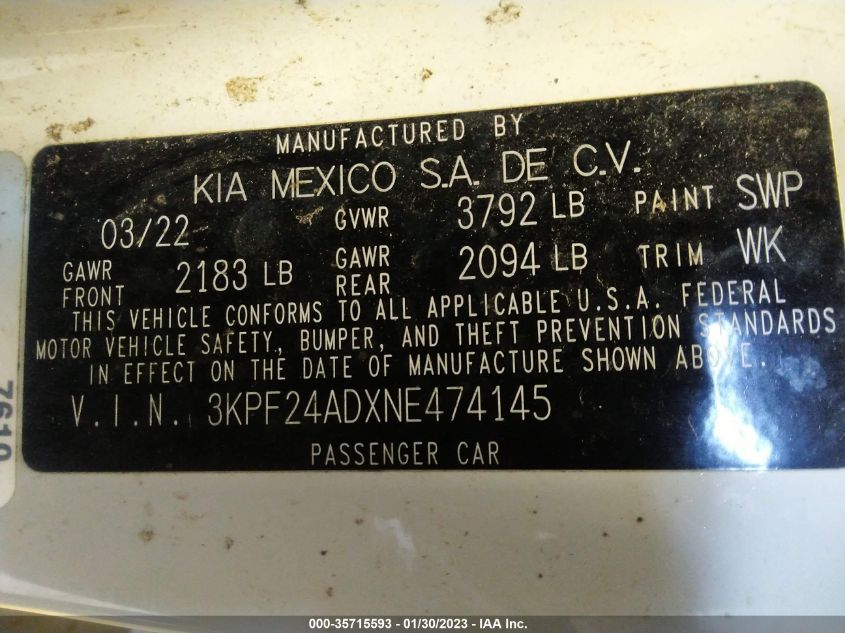 MANUFACTURED BY
KIA MEXICO S.A. DE C.V.
03/22 GVWR 3792 LB PAINT SWP
GAWR FRONT 2183 LB GAWR REAR 2094 LB TRIM WK
THIS VEHICLE CONFORMS TO ALL APPLICABLE U.S.A. FEDERAL
MOTOR VEHICLE SAFETY, BUMPER, AND THEFT PREVENTION STANDARDS
IN EFFECT ON THE DATE OF MANUFACTURE SHOWN ABOVE.
V.I.N. 3KPF24ADXNE474145
PASSENGER CAR
000-35715593 - 01/30/2023 - IAA Inc.